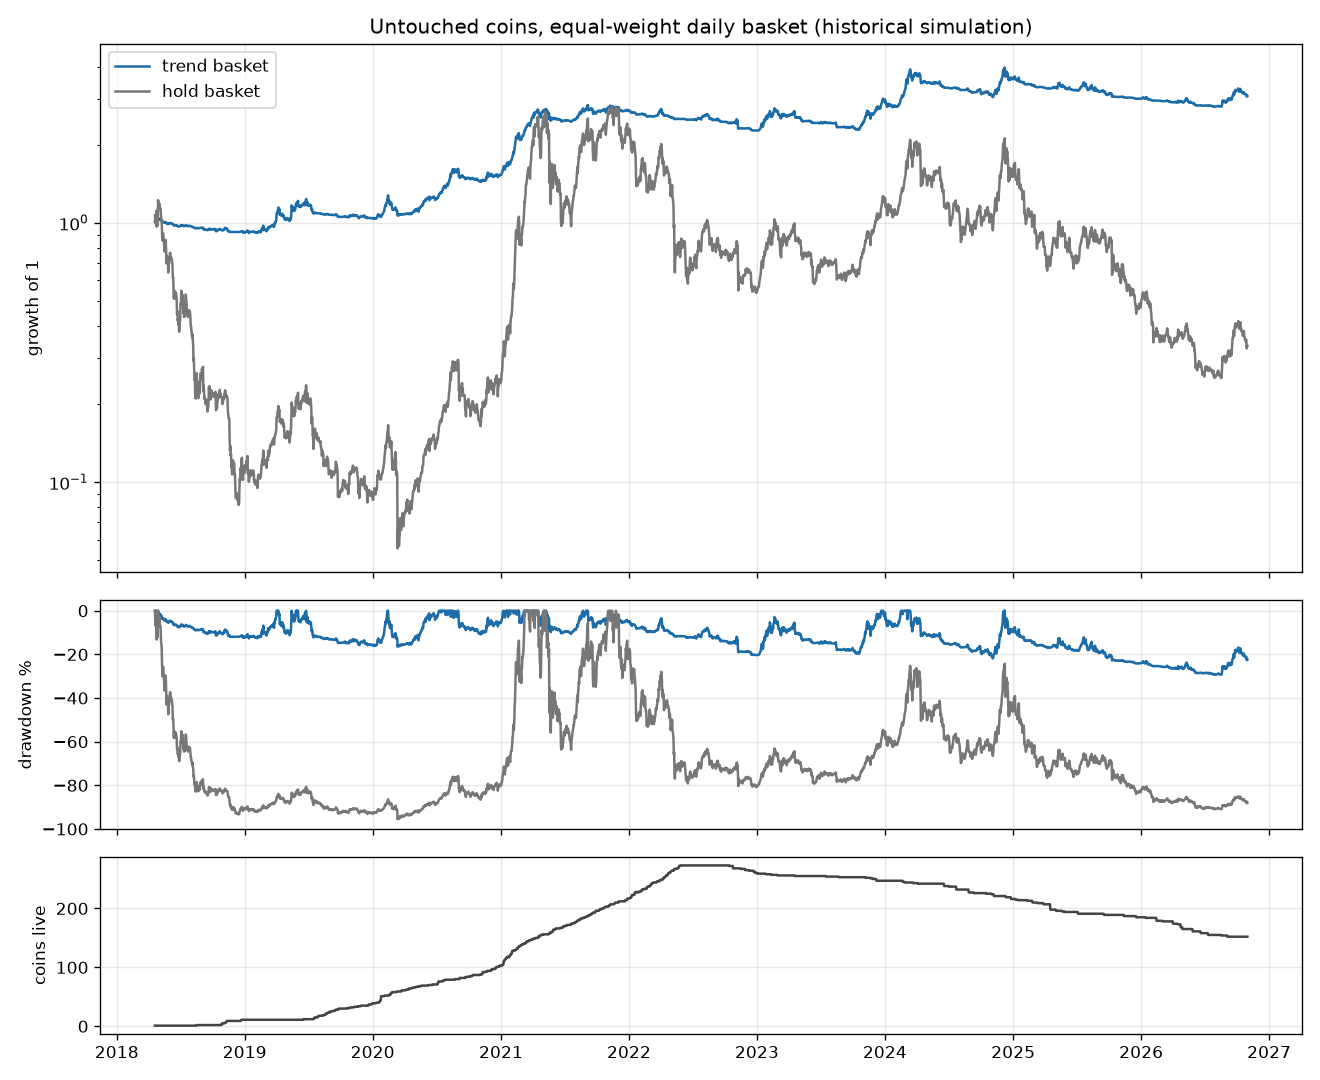 Untouched coins, equal-weight daily basket (historical simulation)
trend basket
hold basket
growth of 1
10⁰
10⁻¹
drawdown %
0
−20
−40
−60
−80
−100
coins live
200
100
0
2018 2019 2020 2021 2022 2023 2024 2025 2026 2027